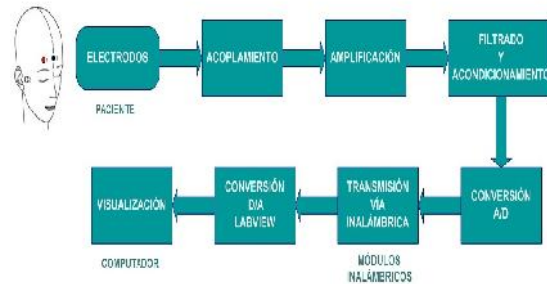 ELECTRODOS
PACIENTE
ACOPLAMIENTO
AMPLIFICACIÓN
FILTRADO
Y
ACONDICIONAMIENTO
CONVERSIÓN
A/D
TRANSMISIÓN
VÍA
INALÁMBRICA
MÓDULOS
INALÁMBRICOS
CONVERSIÓN
D/A
LABVIEW
VISUALIZACIÓN
COMPUTADOR